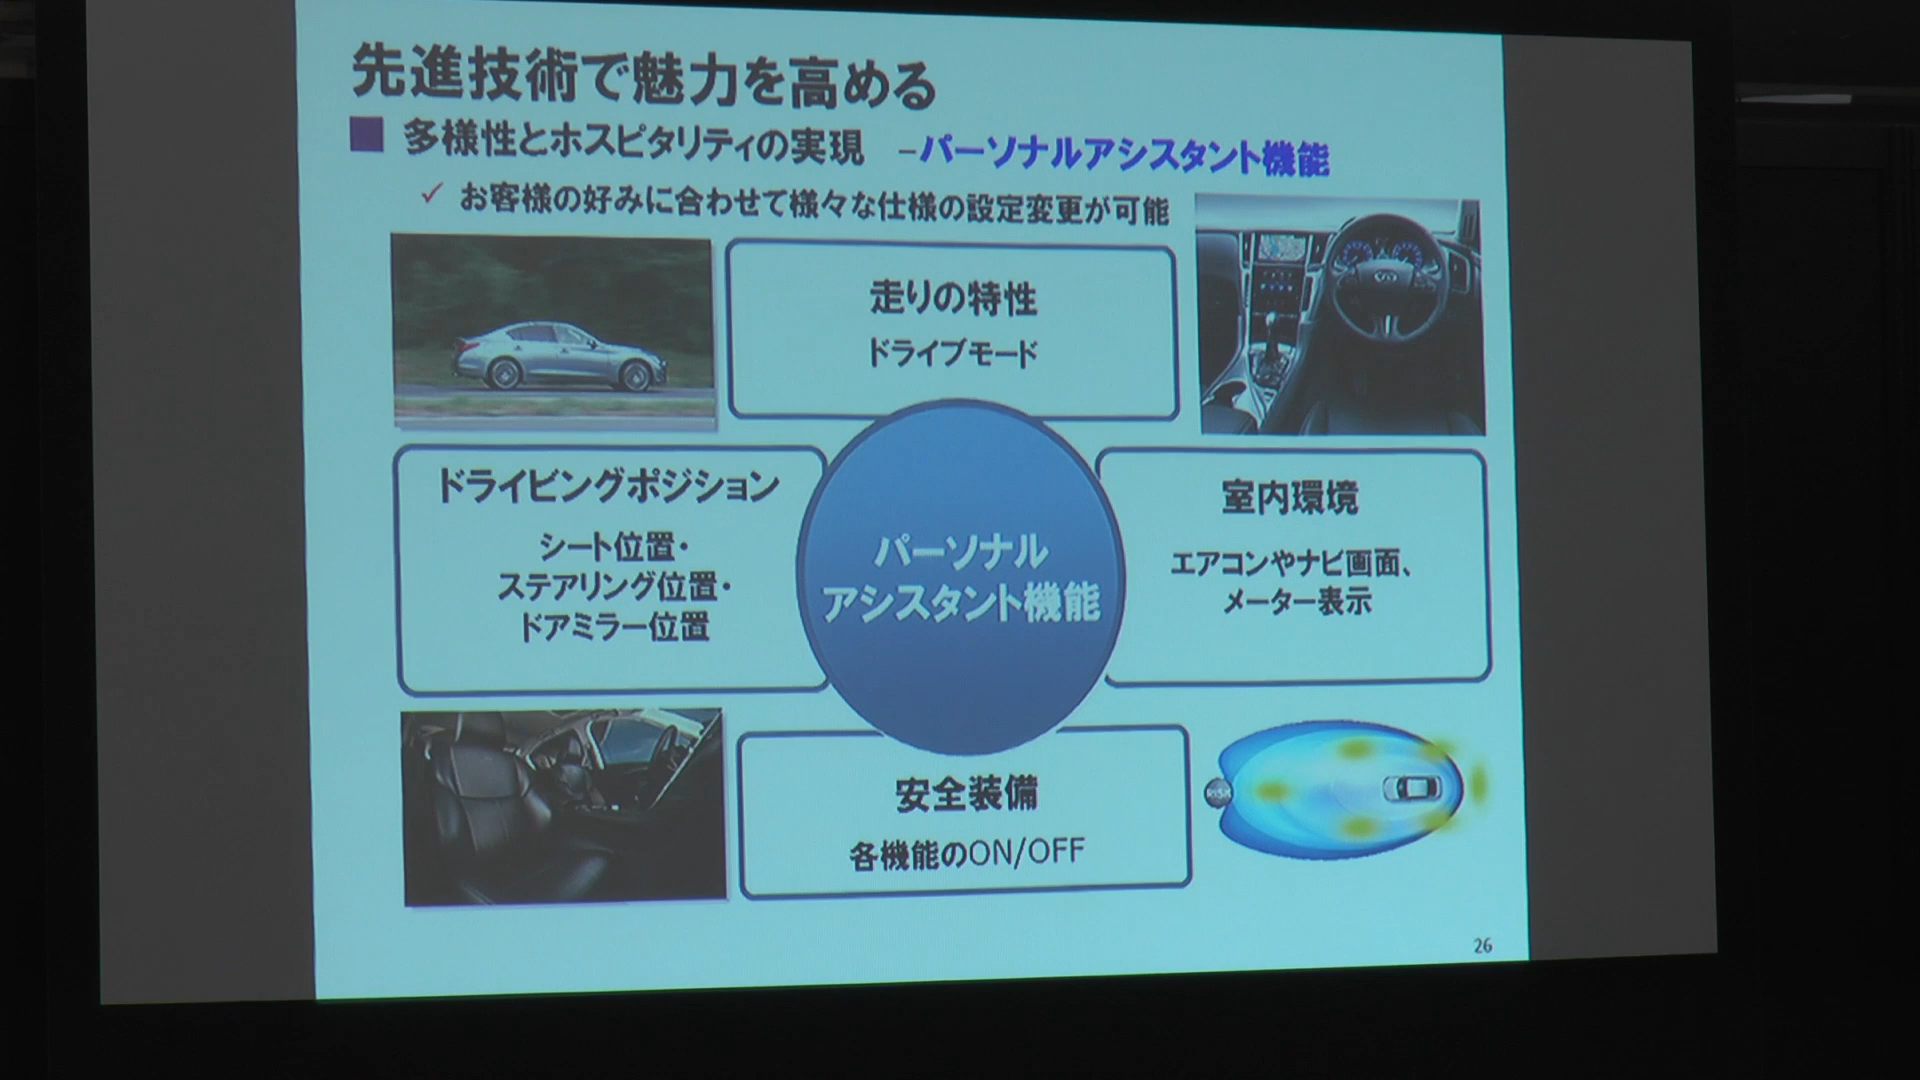 先進技術で魅力を高める
多様性とホスピタリティの実現 －パーソナルアシスタント機能
✓ お客様の好みに合わせて様々な仕様の設定変更が可能
走りの特性
ドライブモード
ドライビングポジション
シート位置・
ステアリング位置・
ドアミラー位置
パーソナル
アシスタント機能
室内環境
エアコンやナビ画面、
メーター表示
安全装備
各機能のON/OFF
RISK
26